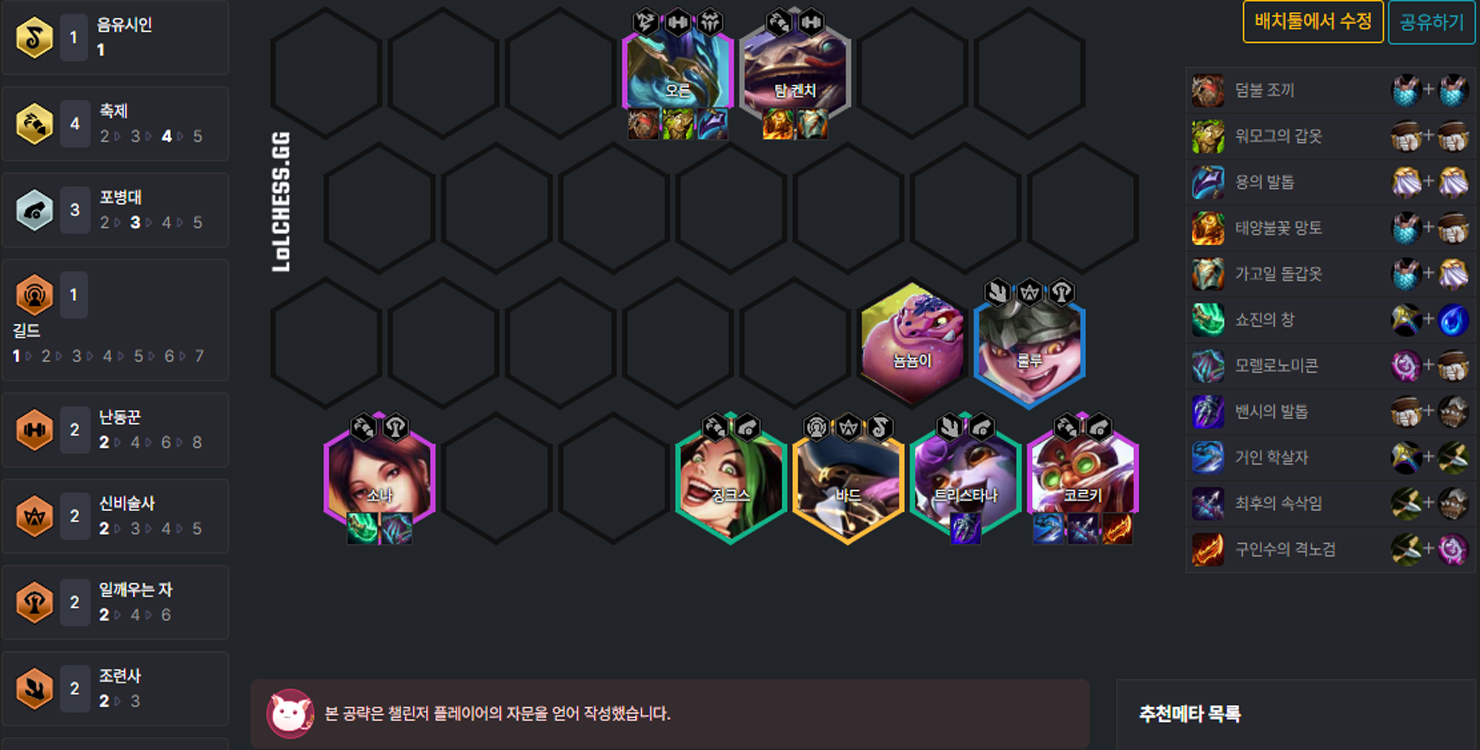 음유시인
1
1
축제
4
2 3 4 5
포병대
3
2 3 4 5
1
길드
1 2 3 4 5 6 7
난동꾼
2
2 4 6 8
신비술사
2
2 3 4 5
일깨우는 자
2
2 4 6
조련사
2
2 3
LoLCHESS.GG
오른
탐 켄치
뇸뇸이
룰루
소나
징크스
바드
트리스타나
코르키
본 공략은 챌린저 플레이어의 자문을 얻어 작성했습니다.
배치툴에서 수정
공유하기
덤불 조끼 +
워모그의 갑옷 +
용의 발톱 +
태양불꽃 망토 +
가고일 돌갑옷 +
쇼진의 창 +
모렐로노미콘 +
밴시의 발톱 +
거인 학살자 +
최후의 속삭임 +
구인수의 격노검 +
추천메타 목록